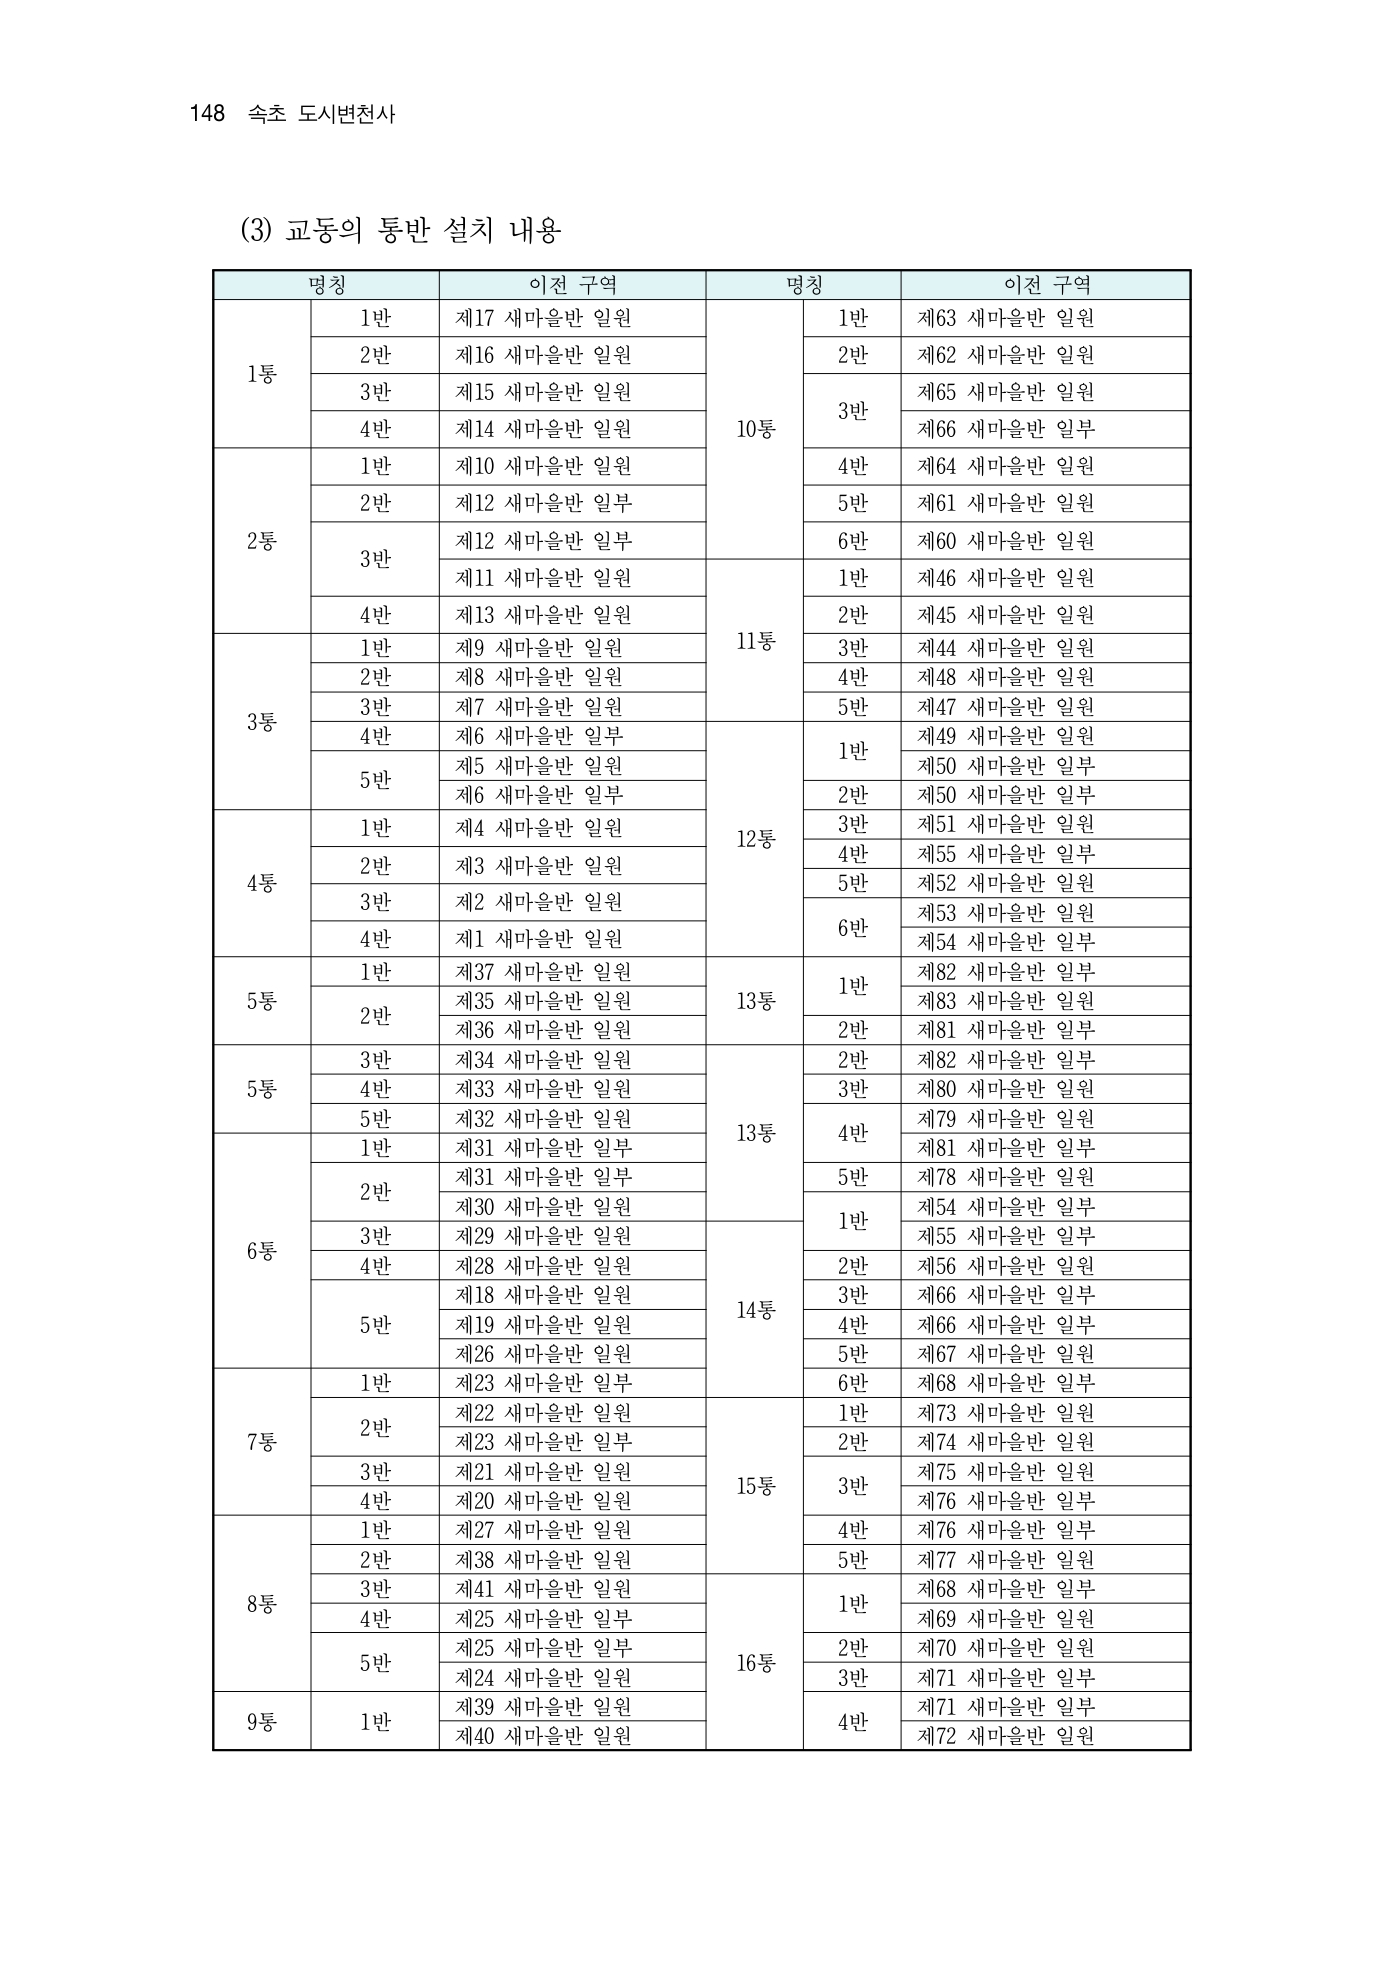 148 속초 도시변천사
(3) 교동의 통반 설치 내용
명칭 이전 구역 명칭 이전 구역
1반 제17 새마을반 일원 1반 제63 새마을반 일원
2반 제16 새마을반 일원 2반 제62 새마을반 일원
1통
3반 제15 새마을반 일원 제65 새마을반 일원
3반
4반 제14 새마을반 일원 10통 제66 새마을반 일부
1반 제10 새마을반 일원 4반 제64 새마을반 일원
2반 제12 새마을반 일부 5반 제61 새마을반 일원
2통 제12 새마을반 일부 6반 제60 새마을반 일원
3반
제11 새마을반 일원 1반 제46 새마을반 일원
4반 제13 새마을반 일원 2반 제45 새마을반 일원
11통
1반 제9 새마을반 일원 3반 제44 새마을반 일원
2반 제8 새마을반 일원 4반 제48 새마을반 일원
3반 제7 새마을반 일원 5반 제47 새마을반 일원
3통
4반 제6 새마을반 일부 제49 새마을반 일원
1반
제5 새마을반 일원 제50 새마을반 일부
5반
제6 새마을반 일부 2반 제50 새마을반 일부
1반 제4 새마을반 일원 3반 제51 새마을반 일원
12통
4반 제55 새마을반 일부
2반 제3 새마을반 일원
4통 5반 제52 새마을반 일원
3반 제2 새마을반 일원 제53 새마을반 일원
6반
4반 제1 새마을반 일원 제54 새마을반 일부
1반 제37 새마을반 일원 제82 새마을반 일부
1반
5통 제35 새마을반 일원 13통 제83 새마을반 일원
2반
제36 새마을반 일원 2반 제81 새마을반 일부
3반 제34 새마을반 일원 2반 제82 새마을반 일부
5통 4반 제33 새마을반 일원 3반 제80 새마을반 일원
5반 제32 새마을반 일원 제79 새마을반 일원
13통 4반
1반 제31 새마을반 일부 제81 새마을반 일부
제31 새마을반 일부 5반 제78 새마을반 일원
2반
제30 새마을반 일원 제54 새마을반 일부
1반
3반 제29 새마을반 일원 제55 새마을반 일부
6통
4반 제28 새마을반 일원 2반 제56 새마을반 일원
제18 새마을반 일원 3반 제66 새마을반 일부
14통
5반 제19 새마을반 일원 4반 제66 새마을반 일부
제26 새마을반 일원 5반 제67 새마을반 일원
1반 제23 새마을반 일부 6반 제68 새마을반 일부
제22 새마을반 일원 1반 제73 새마을반 일원
2반
7통 제23 새마을반 일부 2반 제74 새마을반 일원
3반 제21 새마을반 일원 제75 새마을반 일원
15통 3반
4반 제20 새마을반 일원 제76 새마을반 일부
1반 제27 새마을반 일원 4반 제76 새마을반 일부
2반 제38 새마을반 일원 5반 제77 새마을반 일원
3반 제41 새마을반 일원 제68 새마을반 일부
8통 1반
4반 제25 새마을반 일부 제69 새마을반 일원
제25 새마을반 일부 2반 제70 새마을반 일원
5반 16통
제24 새마을반 일원 3반 제71 새마을반 일부
제39 새마을반 일원 제71 새마을반 일부
9통 1반 4반
제40 새마을반 일원 제72 새마을반 일원